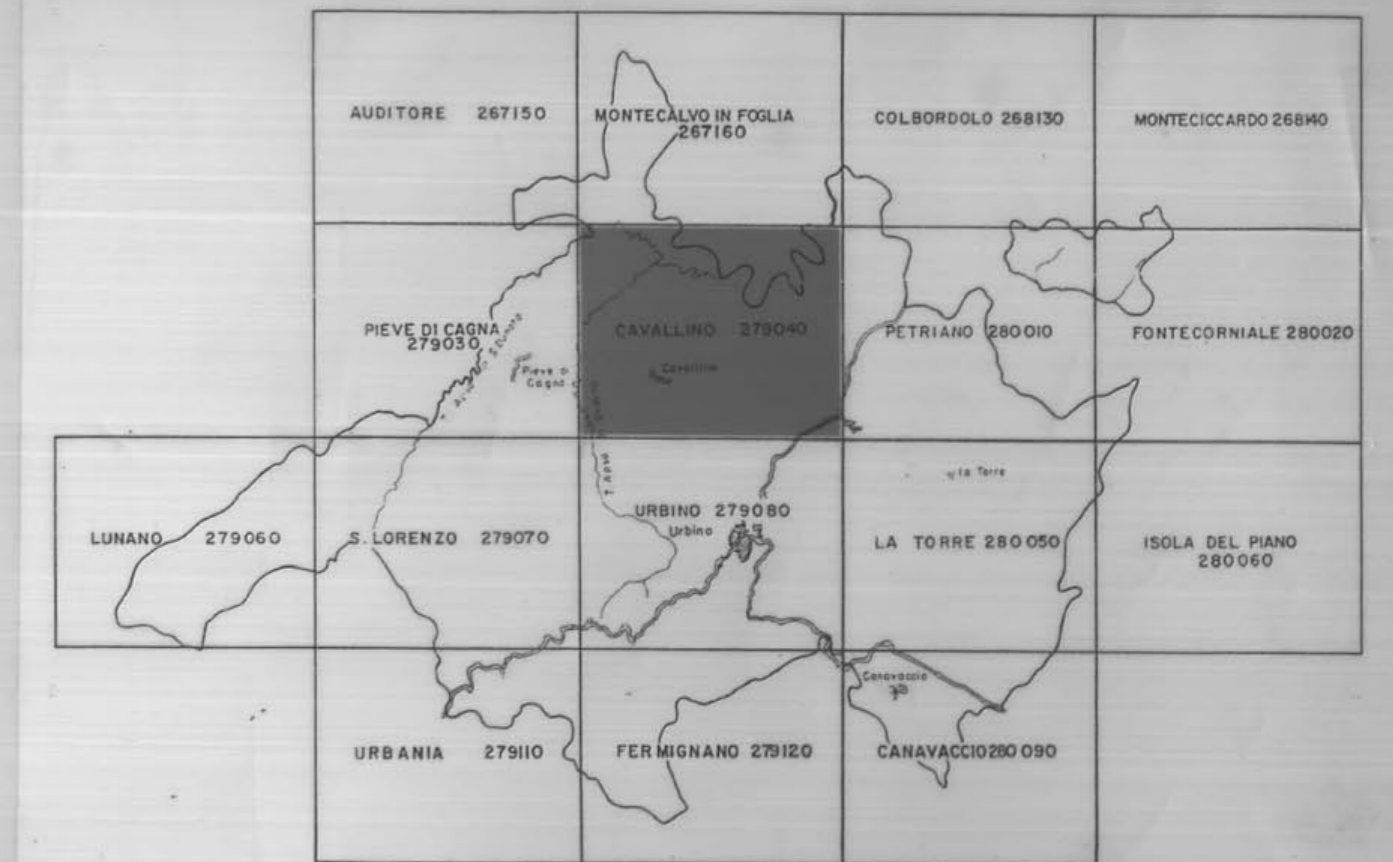 AUDITORE 267150
MONTECALVO IN FOGLIA
267160
COLBORDOLO 268130
MONTECICCARDO 268140
PIEVE DI CAGNA
279030
Pieve di
Cagna
CAVALLINO 279040
Cavallino
PETRIANO 280010
FONTECORNIALE 280020
LUNANO 279060
S. LORENZO 279070
URBINO 279080
Urbino
la Torre
LA TORRE 280050
ISOLA DEL PIANO
280060
URBANIA 279110
FERMIGNANO 279120
Canavaccio
CANAVACCIO 280090